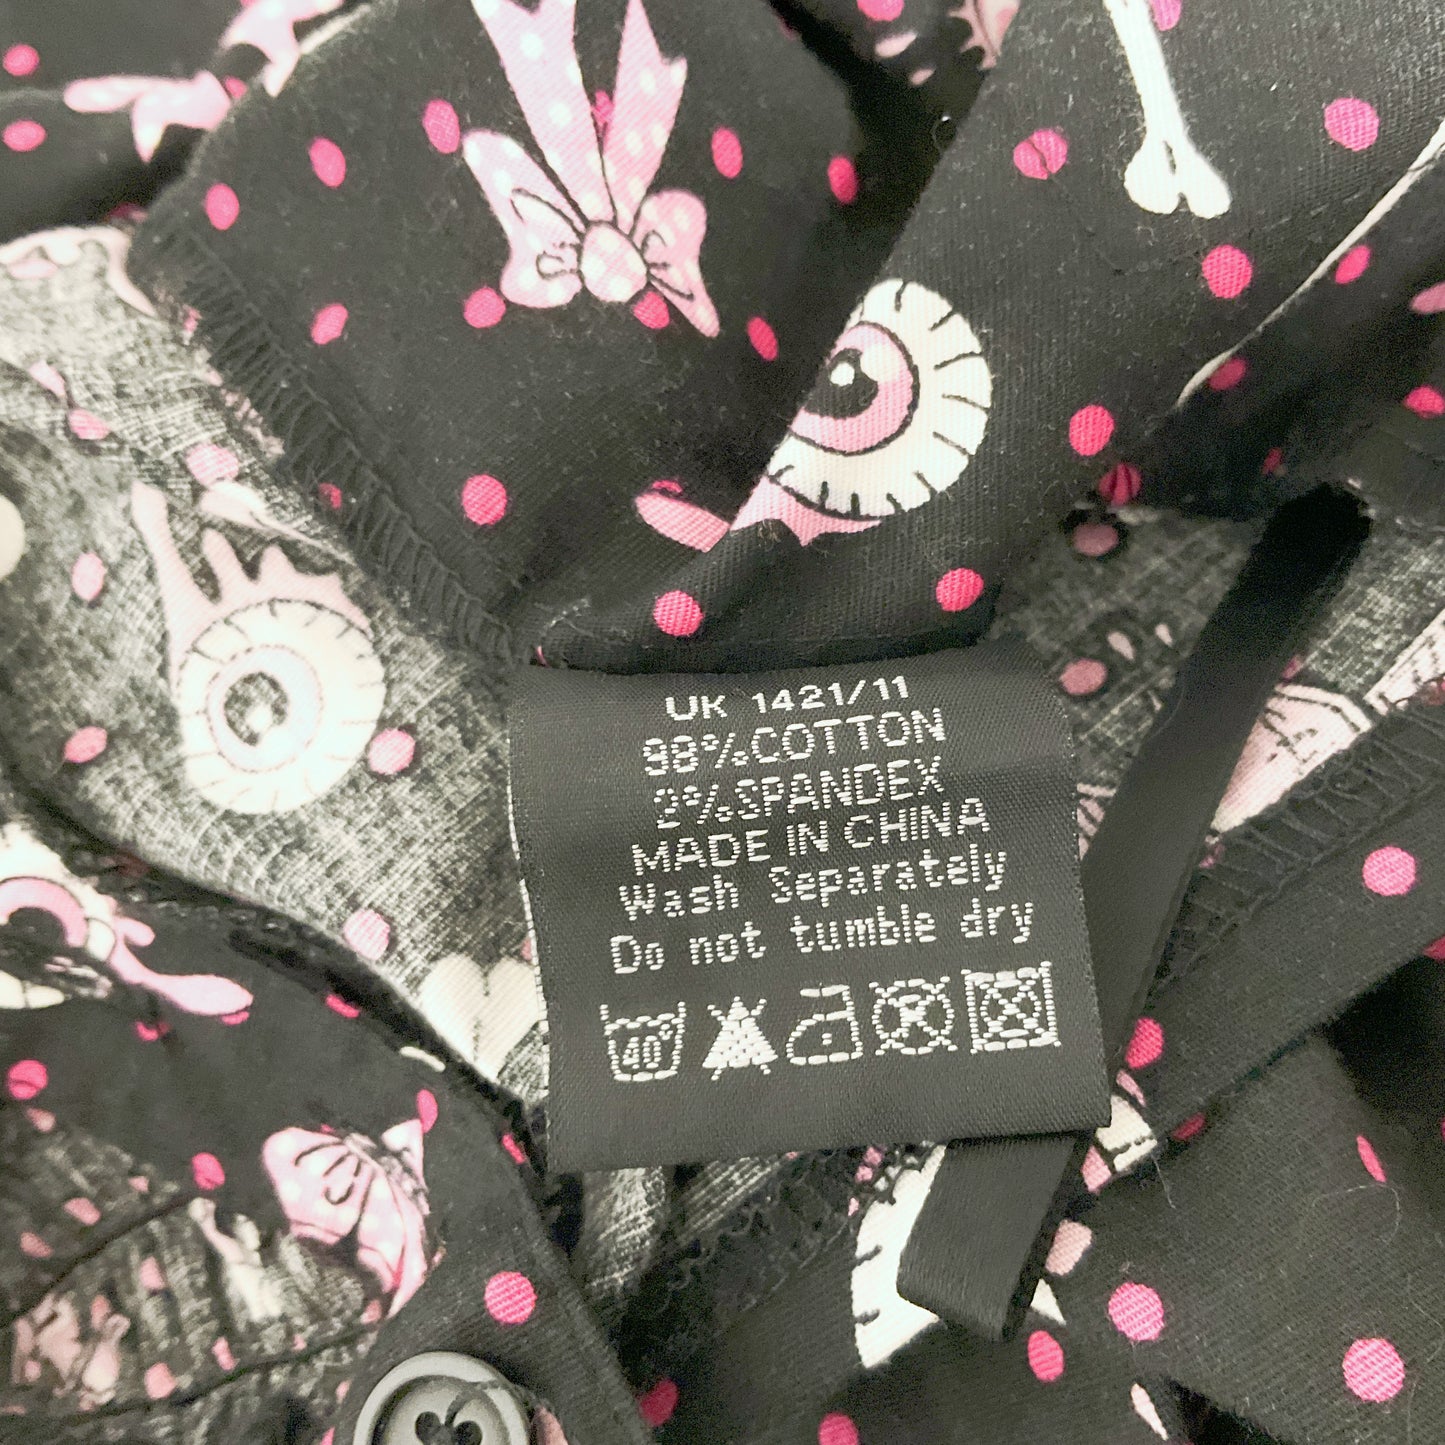 UK 1421/11
98%COTTON
2%SPANDEX
MADE IN CHINA
Wash Separately
Do not tumble dry
40°